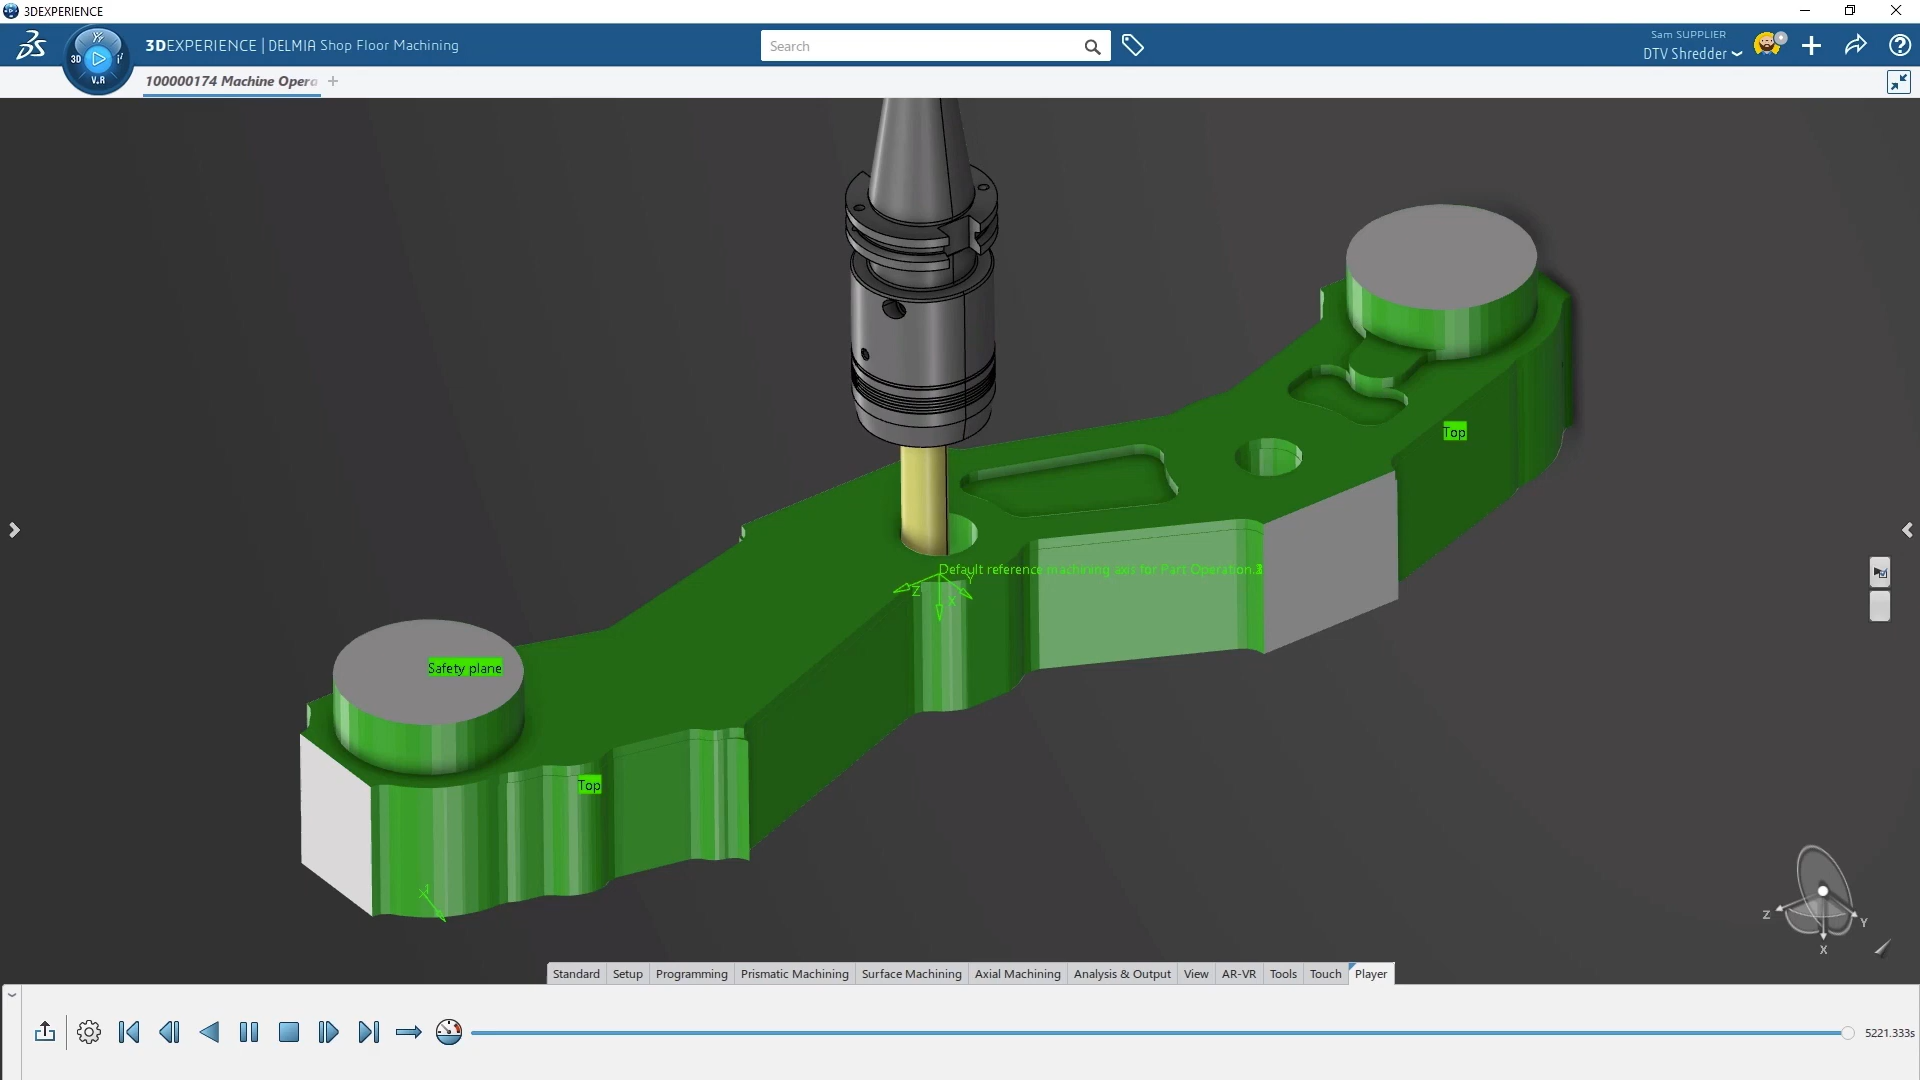 3DEXPERIENCE
3DEXPERIENCE | DELMIA Shop Floor Machining
Search
Sam SUPPLIER
DTV Shredder
3D
V.R
100000174 Machine Opera
Top
Default reference machining axis for Part Operation.
Z
Y
X
Safety plane
Top
Z
Y
X
Standard
Setup
Programming
Prismatic Machining
Surface Machining
Axial Machining
Analysis & Output
View
AR-VR
Tools
Touch
Player
5221.333s